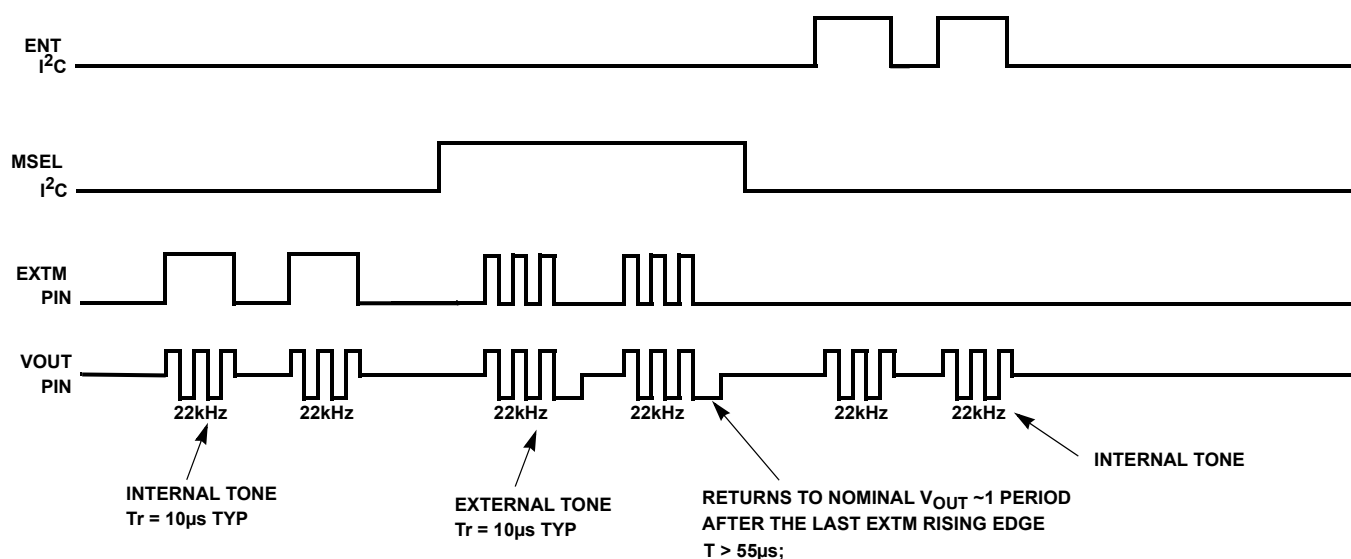 ENT
I²C
MSEL
I²C
EXTM
PIN
VOUT
PIN
22kHz 22kHz 22kHz 22kHz 22kHz 22kHz
INTERNAL TONE
Tr = 10µs TYP
EXTERNAL TONE
Tr = 10µs TYP
RETURNS TO NOMINAL VOUT ~1 PERIOD
AFTER THE LAST EXTM RISING EDGE
T > 55µs;
INTERNAL TONE